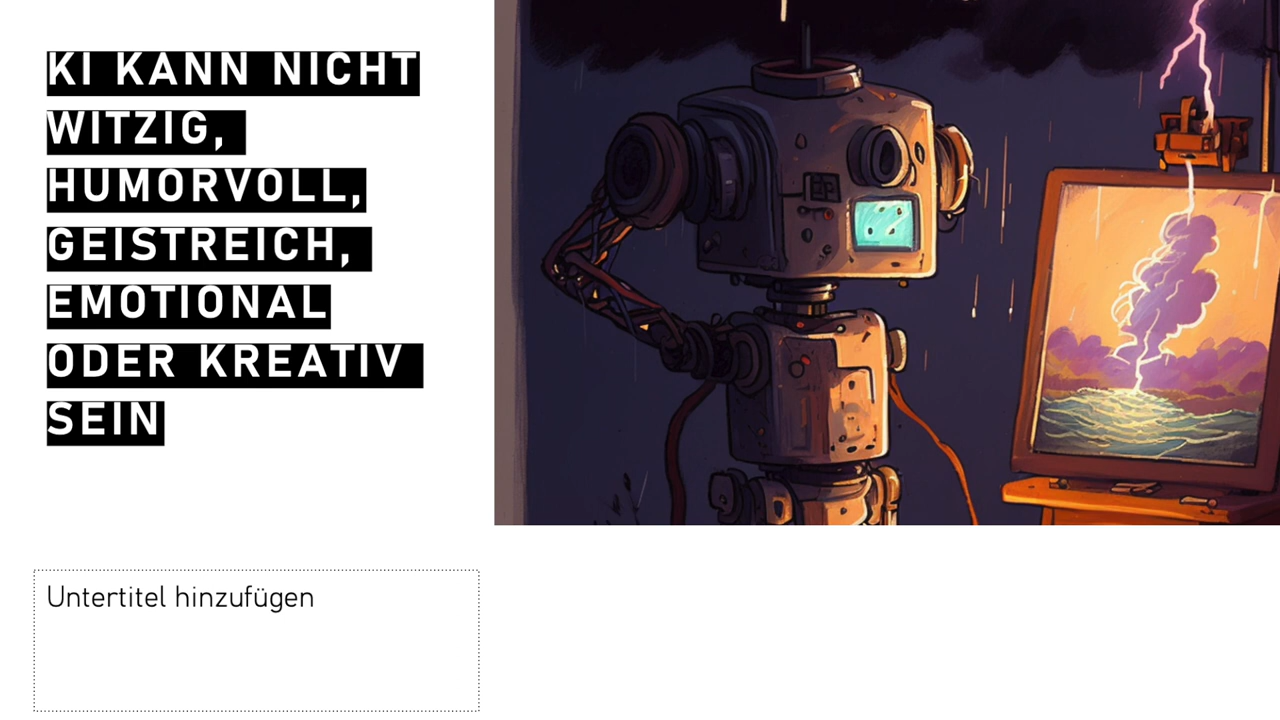 KI KANN NICHT
WITZIG,
HUMORVOLL,
GEISTREICH,
EMOTIONAL
ODER KREATIV
SEIN
Untertitel hinzufügen